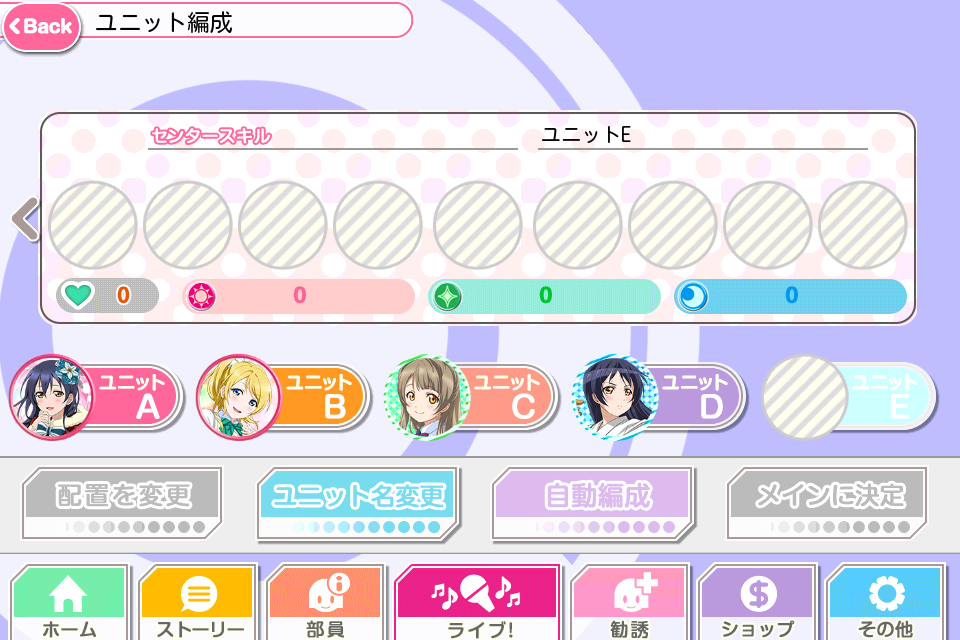 Back
ユニット編成
センタースキル
ユニットE
0
0
0
0
ユニット
A
ユニット
B
ユニット
C
ユニット
D
ユニット
E
配置を変更
ユニット名変更
自動編成
メインに決定
ホーム
ストーリー
部員
ライブ!
勧誘
ショップ
その他